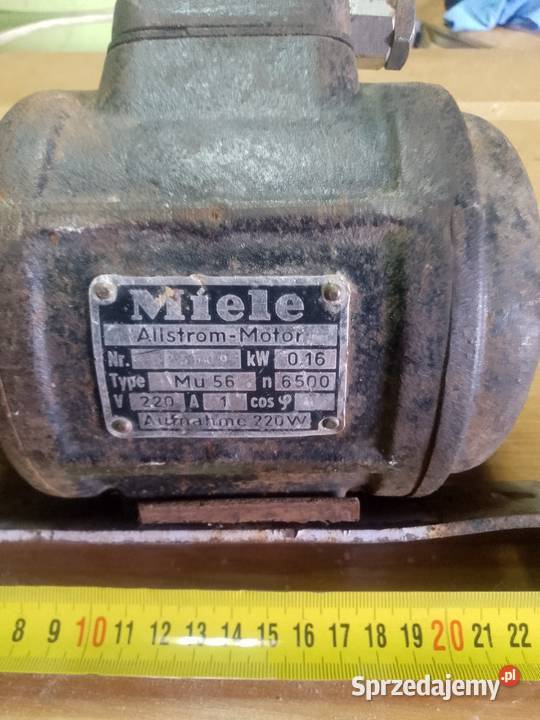 Miele
Allstrom-Motor
Nr. kW 0,16
Type Mu 56 n 6500
V 220 A 1 cos φ
Aufnahme 220W
8 9 10 11 12 13 14 15 16 17 18 19 20 21 22
Sprzedajemy.pl